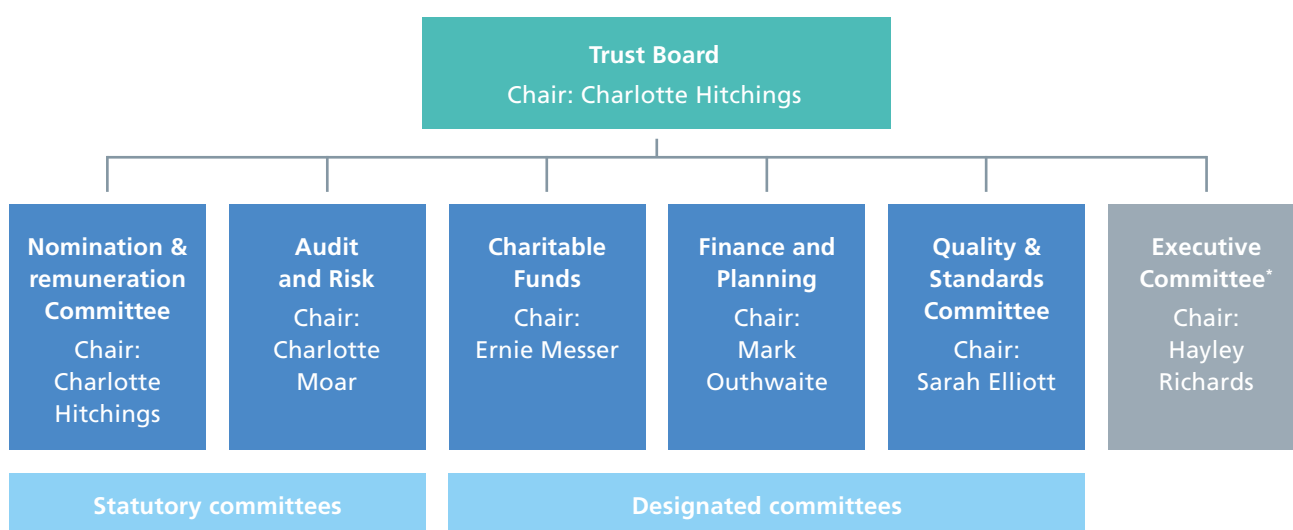 Trust Board
Chair: Charlotte Hitchings
Nomination &
remuneration
Committee
Chair:
Charlotte
Hitchings
Audit
and Risk
Chair:
Charlotte
Moar
Charitable
Funds
Chair:
Ernie Messer
Finance and
Planning
Chair:
Mark
Outhwaite
Quality &
Standards
Committee
Chair:
Sarah Elliott
Executive
Committee*
Chair:
Hayley
Richards
Statutory committees
Designated committees